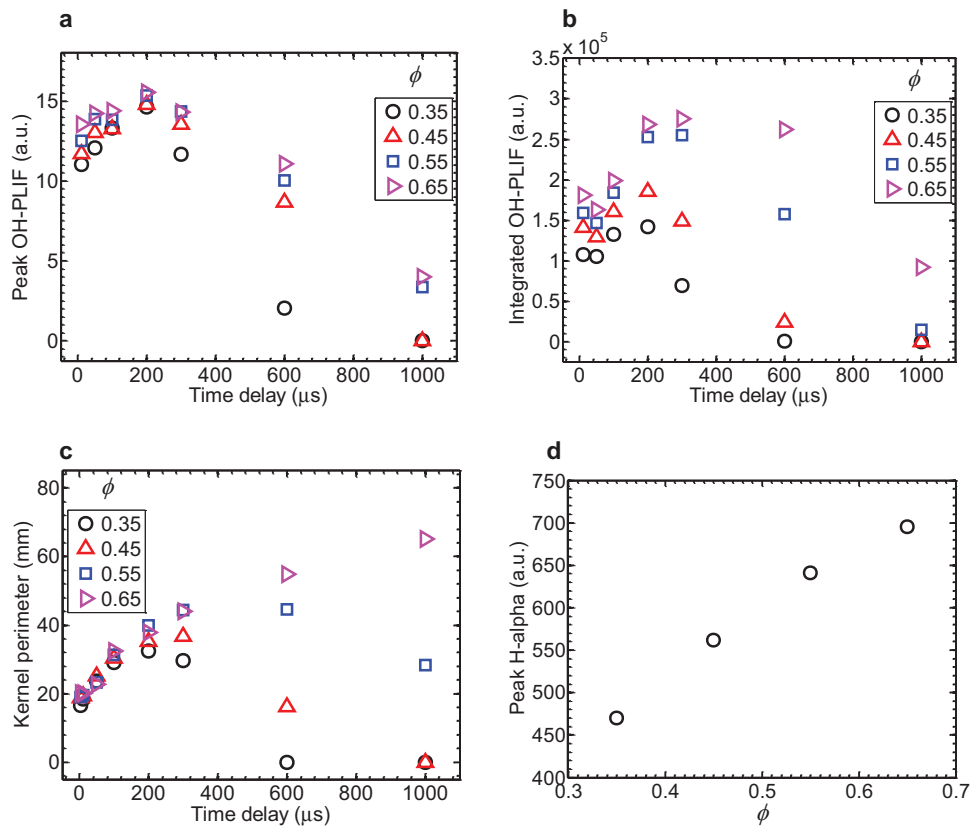 a
Peak OH-PLIF (a.u.)
15
10
5
0
0 200 400 600 800 1000
Time delay (μs)
ϕ
0.35
0.45
0.55
0.65
b
× 10⁵
Integrated OH-PLIF (a.u.)
3.5
3
2.5
2
1.5
1
0.5
0
0 200 400 600 800 1000
Time delay (μs)
ϕ
0.35
0.45
0.55
0.65
c
Kernel perimeter (mm)
80
60
40
20
0
0 200 400 600 800 1000
Time delay (μs)
ϕ
0.35
0.45
0.55
0.65
d
Peak H-alpha (a.u.)
750
700
650
600
550
500
450
400
0.3 0.4 0.5 0.6 0.7
ϕ